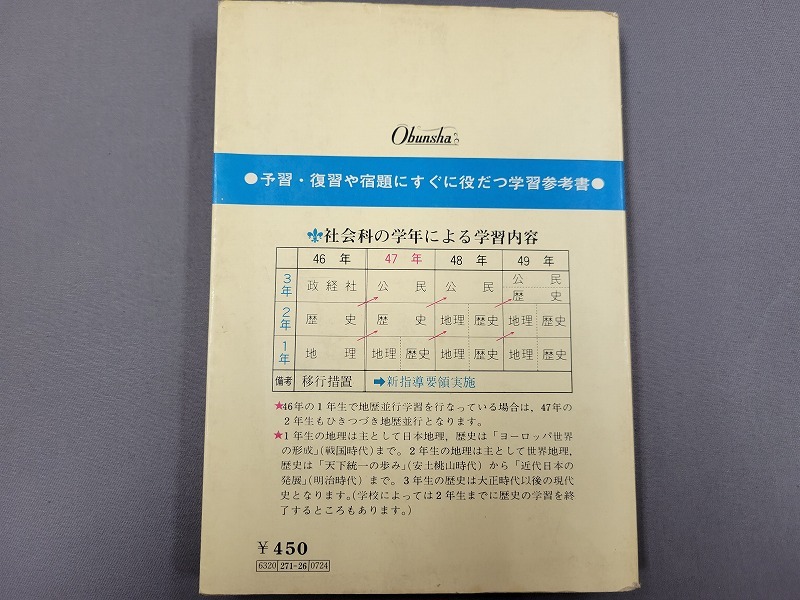 Obunsha
●予習・復習や宿題にすぐに役だつ学習参考書●
社会科の学年による学習内容
46 年 47 年 48 年 49 年
3年 政経社 公民 公民 公民 歴史
2年 歴史 歴史 地理 歴史 地理 歴史
1年 地理 地理 歴史 地理 歴史 地理 歴史
備考 移行措置 ➡新指導要領実施
★46年の1年生で地歴並行学習を行なっている場合は，47年の
2年生もひきつづき地歴並行となります。
★1年生の地理は主として日本地理，歴史は「ヨーロッパ世界
の形成」(戦国時代)まで。2年生の地理は主として世界地理，
歴史は「天下統一の歩み」(安土桃山時代) から「近代日本の
発展」(明治時代) まで。3年生の歴史は大正時代以後の現代
史となります。(学校によっては2年生までに歴史の学習を終
了するところもあります。)
￥450
6320 271-26 0724